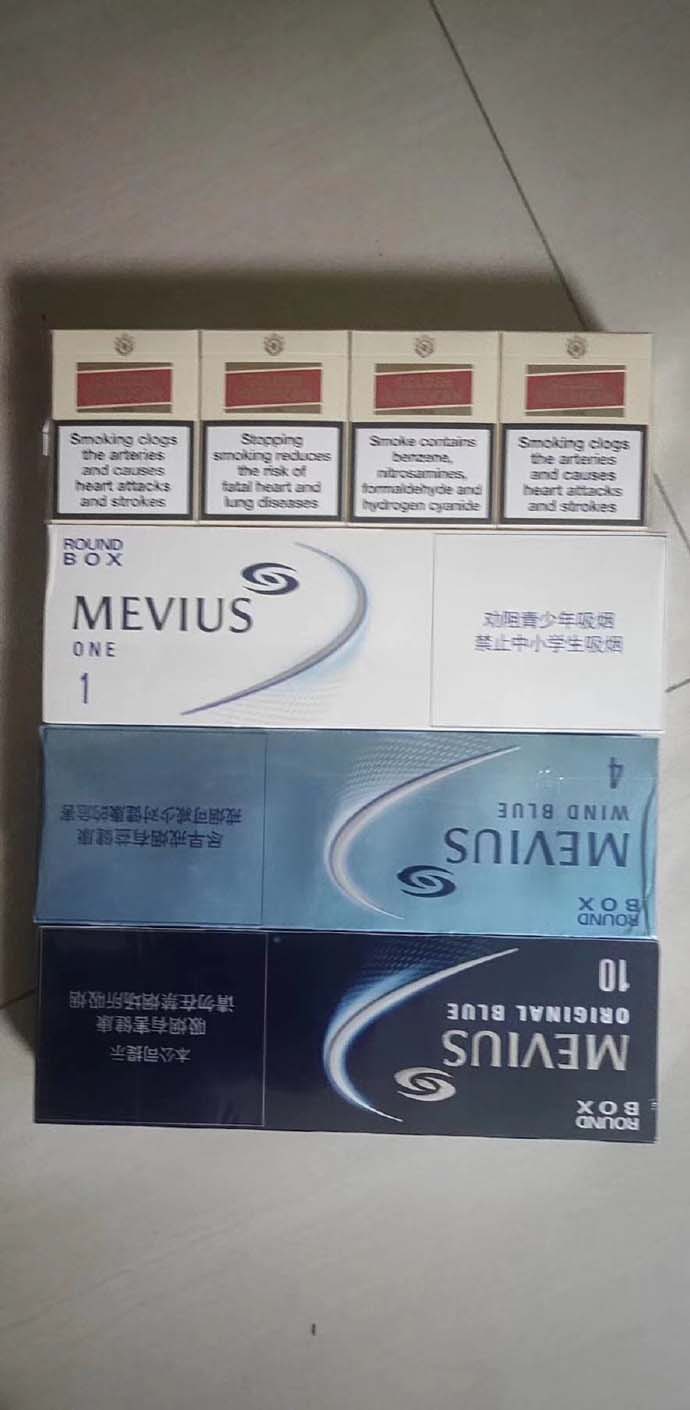 Smoking clogs
the arteries
and causes
heart attacks
and strokes
Stopping
smoking reduces
the risk of
fatal heart and
lung diseases
Smoke contains
benzene,
nitrosamines,
formaldehyde and
hydrogen cyanide
Smoking clogs
the arteries
and causes
heart attacks
and strokes
ROUND
BOX
MEVIUS
ONE
1
劝阻青少年吸烟
禁止中小学生吸烟
ROUND
BOX
MEVIUS
WIND BLUE
4
尽早戒烟有益健康
戒烟可减少对健康的危害
ROUND
BOX
MEVIUS
ORIGINAL BLUE
10
本公司提示
吸烟有害健康
请勿在禁烟场所吸烟